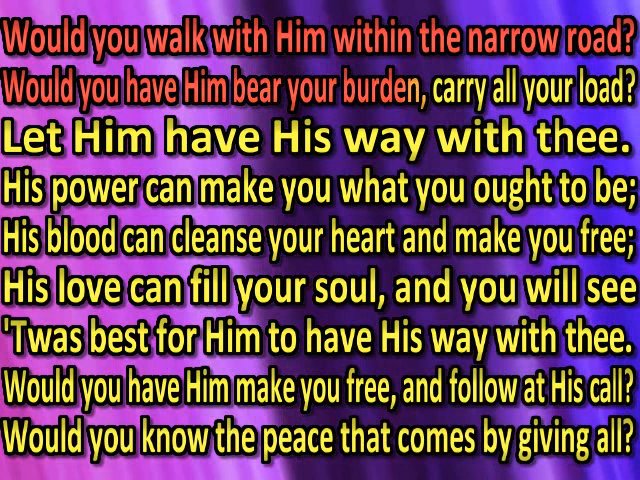 Would you walk with Him within the narrow road?
Would you have Him bear your burden, carry all your load?
Let Him have His way with thee.
His power can make you what you ought to be;
His blood can cleanse your heart and make you free;
His love can fill your soul, and you will see
'Twas best for Him to have His way with thee.
Would you have Him make you free, and follow at His call?
Would you know the peace that comes by giving all?